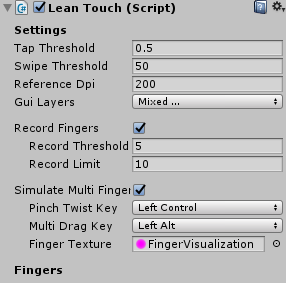 Lean Touch (Script)
Settings
Tap Threshold 0.5
Swipe Threshold 50
Reference Dpi 200
Gui Layers Mixed ...
Record Fingers
Record Threshold 5
Record Limit 10
Simulate Multi Finger
Pinch Twist Key Left Control
Multi Drag Key Left Alt
Finger Texture FingerVisualization
Fingers